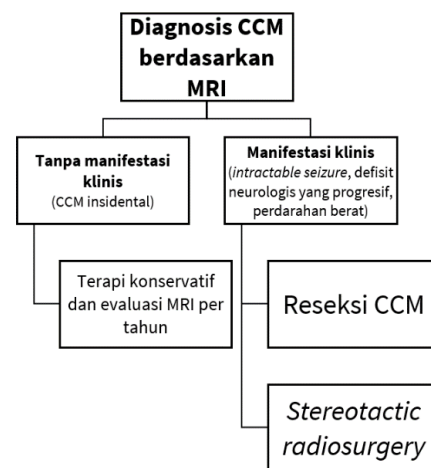 Diagnosis CCM
berdasarkan
MRI
Tanpa manifestasi
klinis
(CCM insidental)
Manifestasi klinis
(intractable seizure, defisit
neurologis yang progresif,
perdarahan berat)
Terapi konservatif
dan evaluasi MRI per
tahun
Reseksi CCM
Stereotactic
radiosurgery